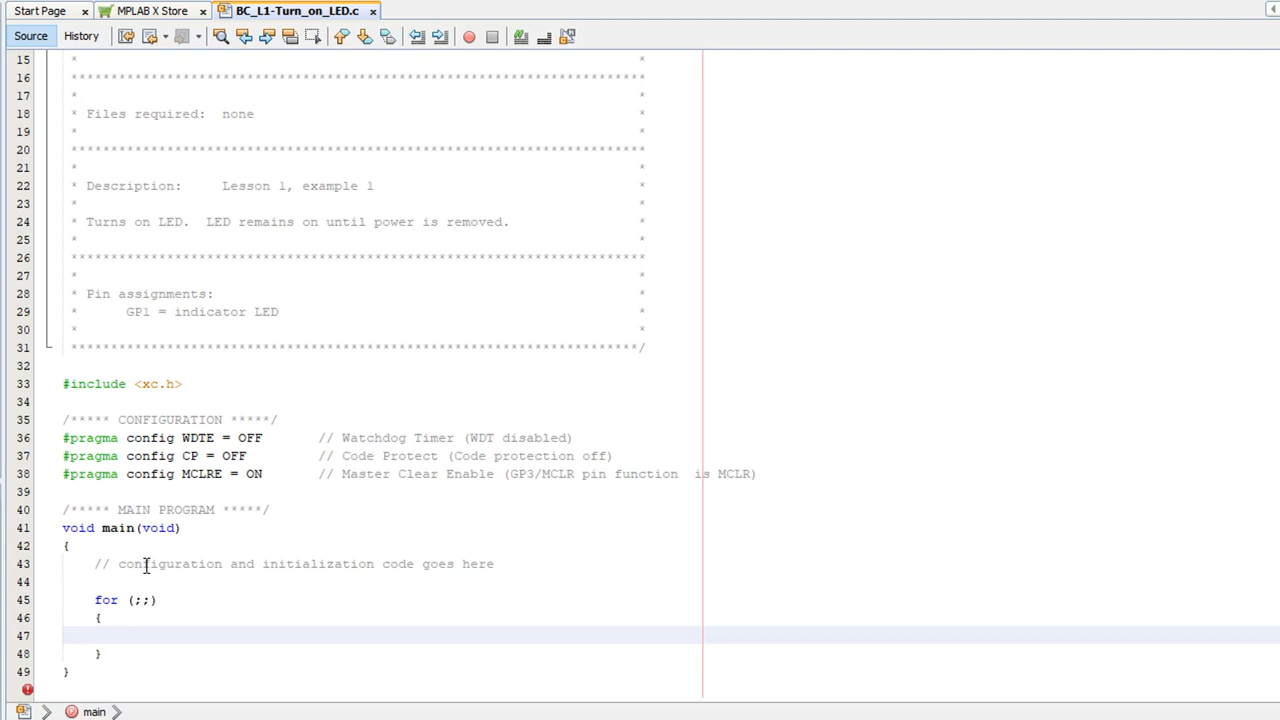 Start Page x MPLAB X Store x BC_L1-Turn_on_LED.c x
Source History
15 * *
16 ************************************************************************
17 * *
18 * Files required: none *
19 * *
20 ************************************************************************
21 * *
22 * Description: Lesson 1, example 1 *
23 * *
24 * Turns on LED. LED remains on until power is removed. *
25 * *
26 ************************************************************************
27 * *
28 * Pin assignments: *
29 * GP1 = indicator LED *
30 * *
31 ***********************************************************************/
32
33 #include <xc.h>
34
35 /***** CONFIGURATION *****/
36 #pragma config WDTE = OFF // Watchdog Timer (WDT disabled)
37 #pragma config CP = OFF // Code Protect (Code protection off)
38 #pragma config MCLRE = ON // Master Clear Enable (GP3/MCLR pin function is MCLR)
39
40 /***** MAIN PROGRAM *****/
41 void main(void)
42 {
43 // configuration and initialization code goes here
44
45 for (;;)
46 {
47
48 }
49 }
main